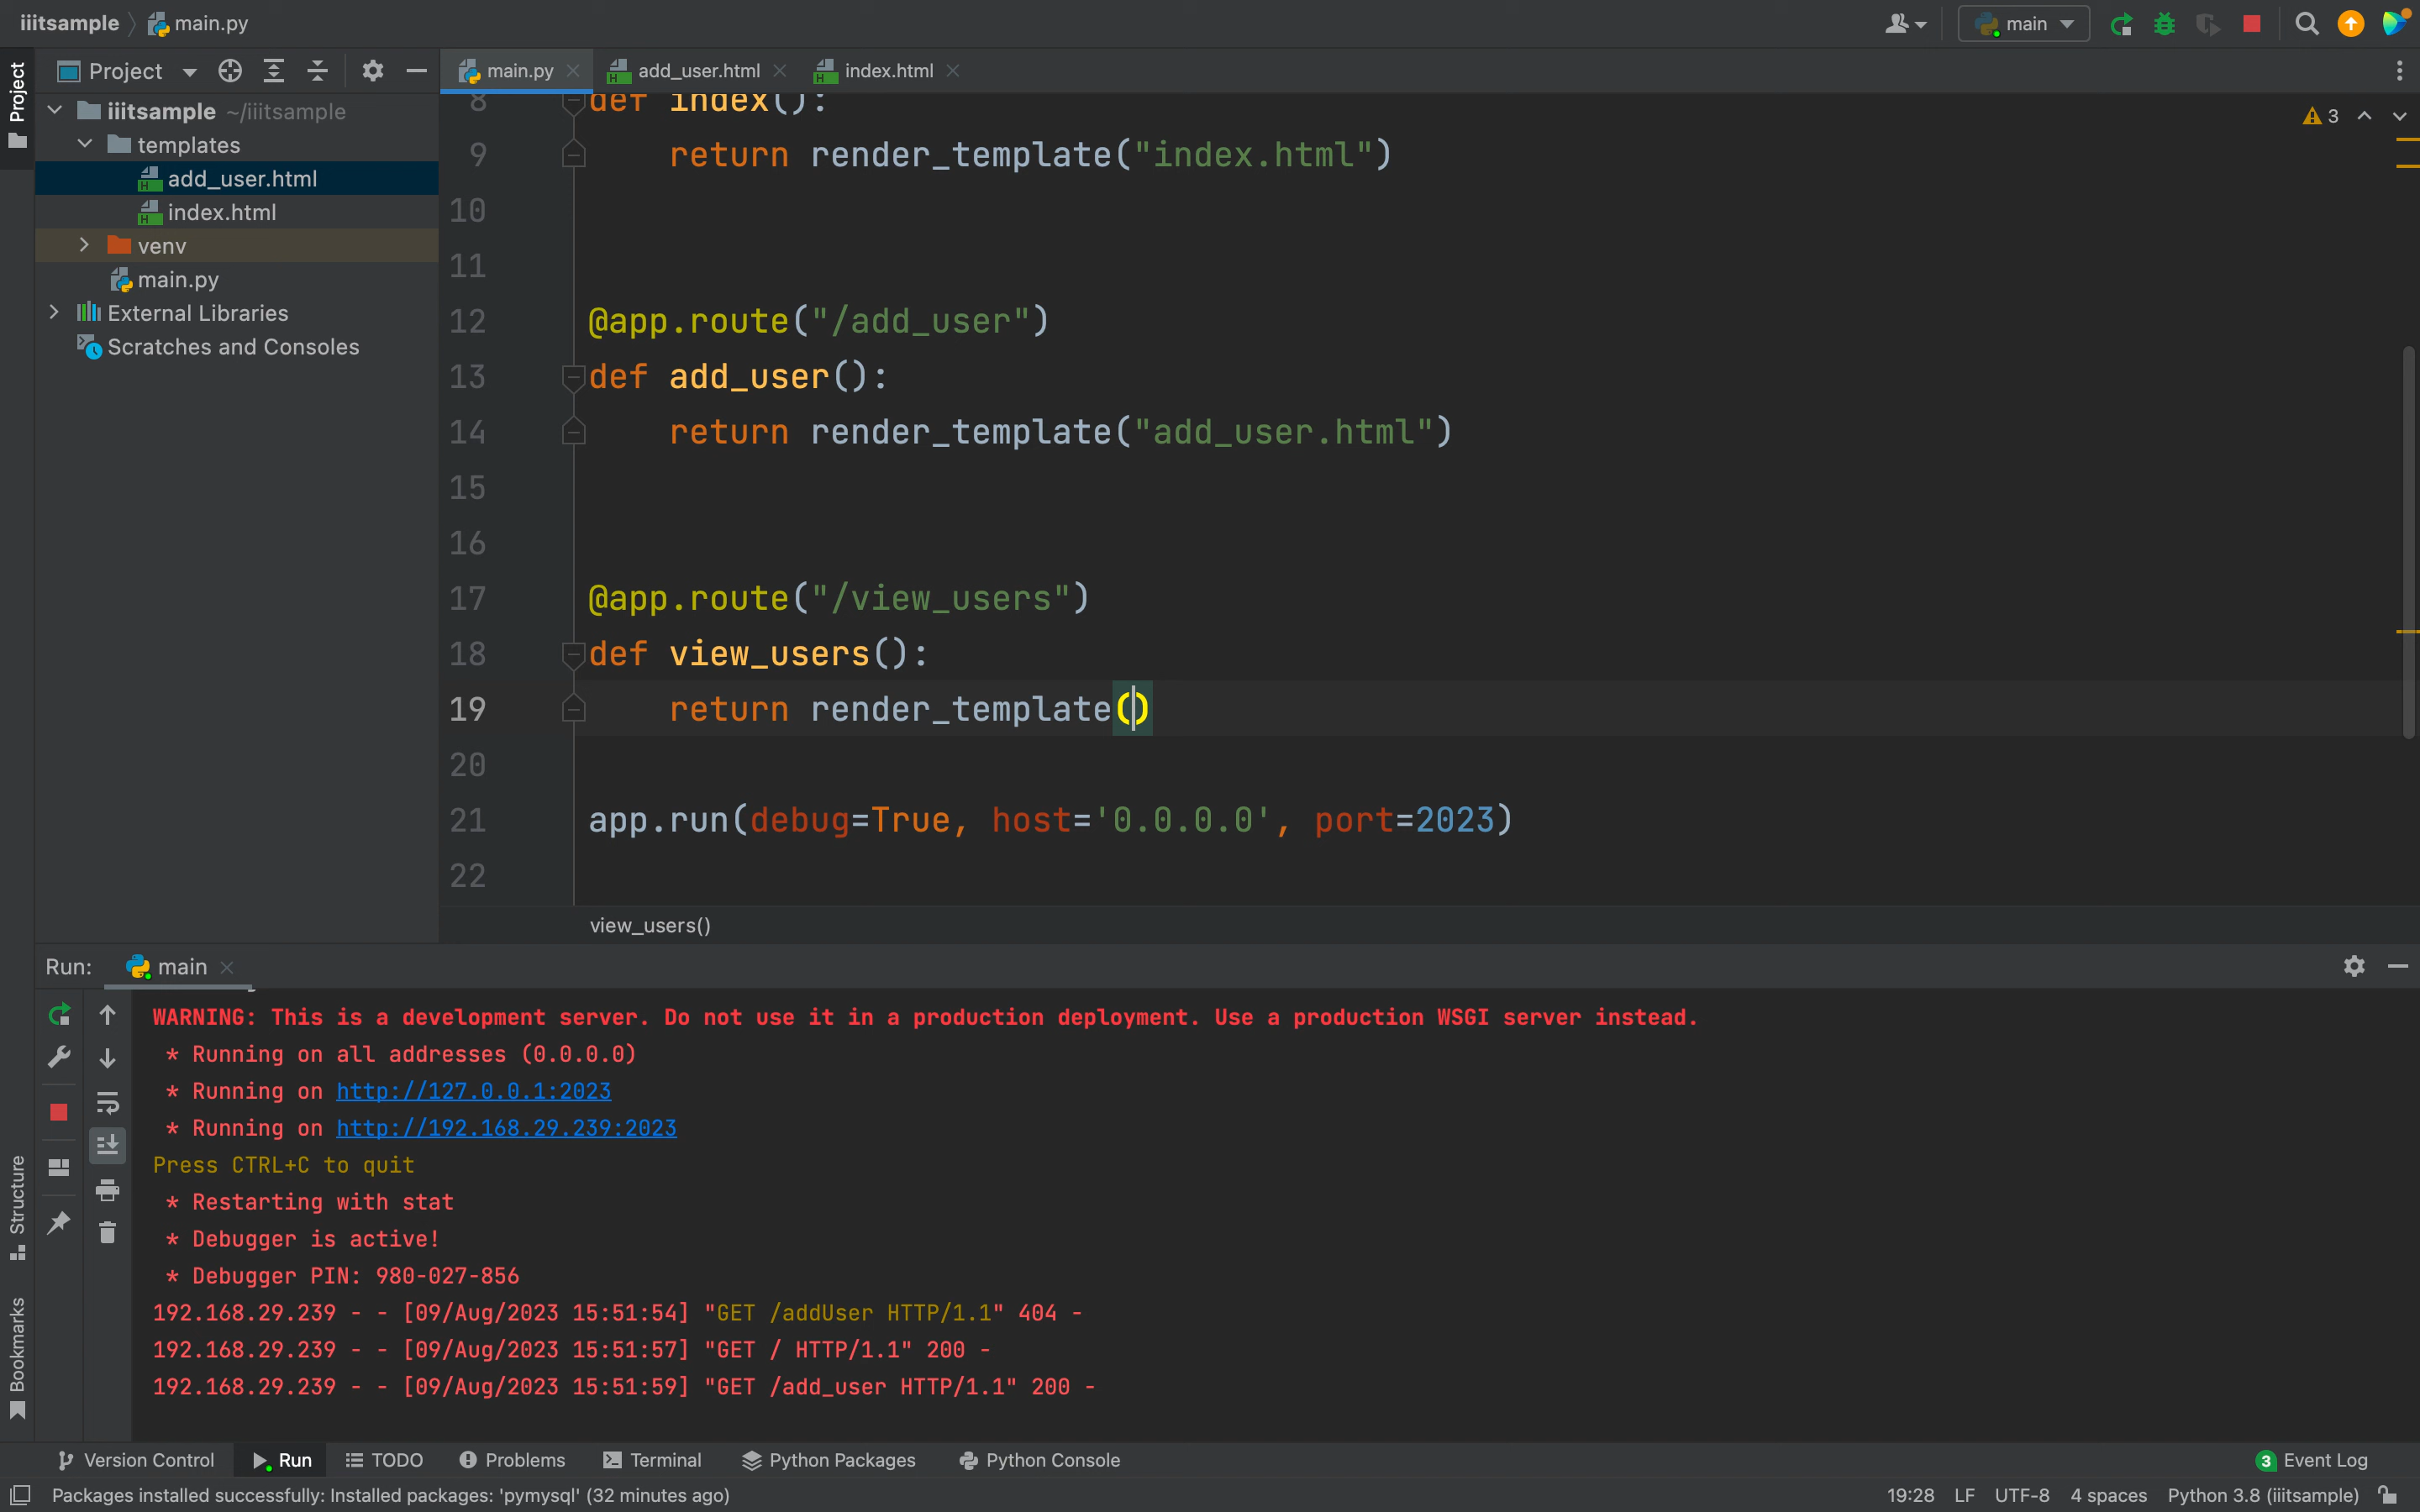 iiitsample
main.py
main
Project
Project
main.py
add_user.html
index.html
3
iiitsample ~/iiitsample
templates
add_user.html
index.html
venv
main.py
External Libraries
Scratches and Consoles
8 def index():
9 return render_template("index.html")
10
11
12 @app.route("/add_user")
13 def add_user():
14 return render_template("add_user.html")
15
16
17 @app.route("/view_users")
18 def view_users():
19 return render_template()
20
21 app.run(debug=True, host='0.0.0.0', port=2023)
22
view_users()
Run: main
WARNING: This is a development server. Do not use it in a production deployment. Use a production WSGI server instead.
* Running on all addresses (0.0.0.0)
* Running on http://127.0.0.1:2023
* Running on http://192.168.29.239:2023
Press CTRL+C to quit
* Restarting with stat
* Debugger is active!
* Debugger PIN: 980-027-856
192.168.29.239 - - [09/Aug/2023 15:51:54] "GET /addUser HTTP/1.1" 404 -
192.168.29.239 - - [09/Aug/2023 15:51:57] "GET / HTTP/1.1" 200 -
192.168.29.239 - - [09/Aug/2023 15:51:59] "GET /add_user HTTP/1.1" 200 -
Structure
Bookmarks
Version Control Run TODO Problems Terminal Python Packages Python Console 3 Event Log
Packages installed successfully: Installed packages: 'pymysql' (32 minutes ago) 19:28 LF UTF-8 4 spaces Python 3.8 (iiitsample)